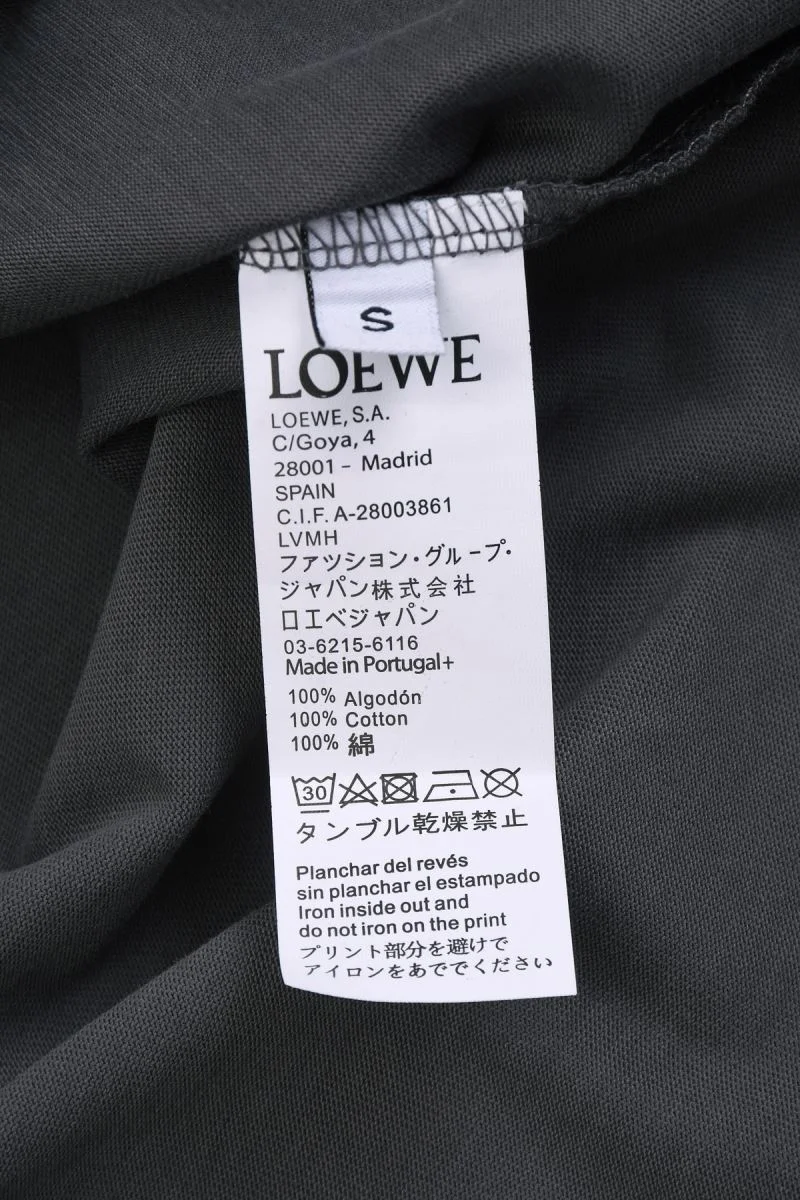 S
LOEWE
LOEWE, S.A.
C/Goya, 4
28001 - Madrid
SPAIN
C.I.F. A-28003861
LVMH
ファツション・グループ・
ジャパン株式会社
ロエベジャパン
03-6215-6116
Made in Portugal+
100% Algodón
100% Cotton
100% 綿
30
タンブル乾燥禁止
Planchar del revés
sin planchar el estampado
Iron inside out and
do not iron on the print
プリント部分を避けで
アイロンをあででください